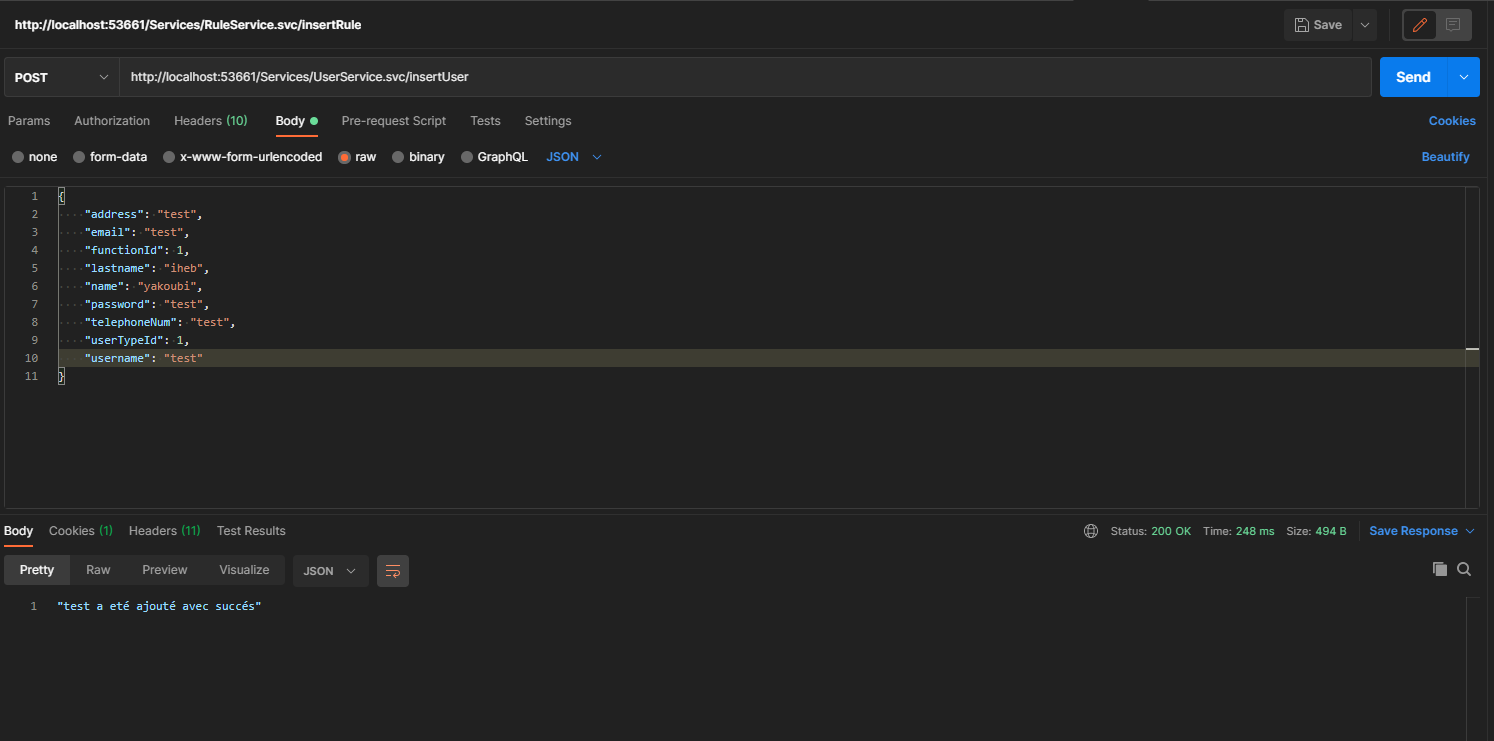 http://localhost:53661/Services/RuleService.svc/insertRule Save
POST http://localhost:53661/Services/UserService.svc/insertUser Send
Params Authorization Headers (10) Body Pre-request Script Tests Settings Cookies
none form-data x-www-form-urlencoded raw binary GraphQL JSON Beautify
1 {
2 "address": "test",
3 "email": "test",
4 "functionId": 1,
5 "lastname": "iheb",
6 "name": "yakoubi",
7 "password": "test",
8 "telephoneNum": "test",
9 "userTypeId": 1,
10 "username": "test"
11 }
Body Cookies (1) Headers (11) Test Results Status: 200 OK Time: 248 ms Size: 494 B Save Response
Pretty Raw Preview Visualize JSON
1 "test a eté ajouté avec succés"